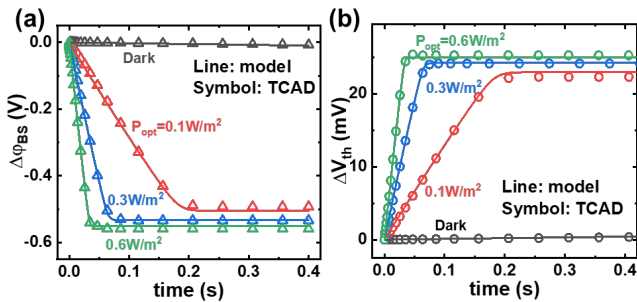 (a)
0.0
-0.2
-0.4
-0.6
Δφ_BS (V)
Dark
Line: model
Symbol: TCAD
P_opt=0.1W/m²
0.3W/m²
0.6W/m²
0.0 0.1 0.2 0.3 0.4
time (s)
(b)
20
10
0
ΔV_th (mV)
P_opt=0.6W/m²
0.3W/m²
0.1W/m²
Line: model
Symbol: TCAD
Dark
0.0 0.1 0.2 0.3 0.4
time (s)